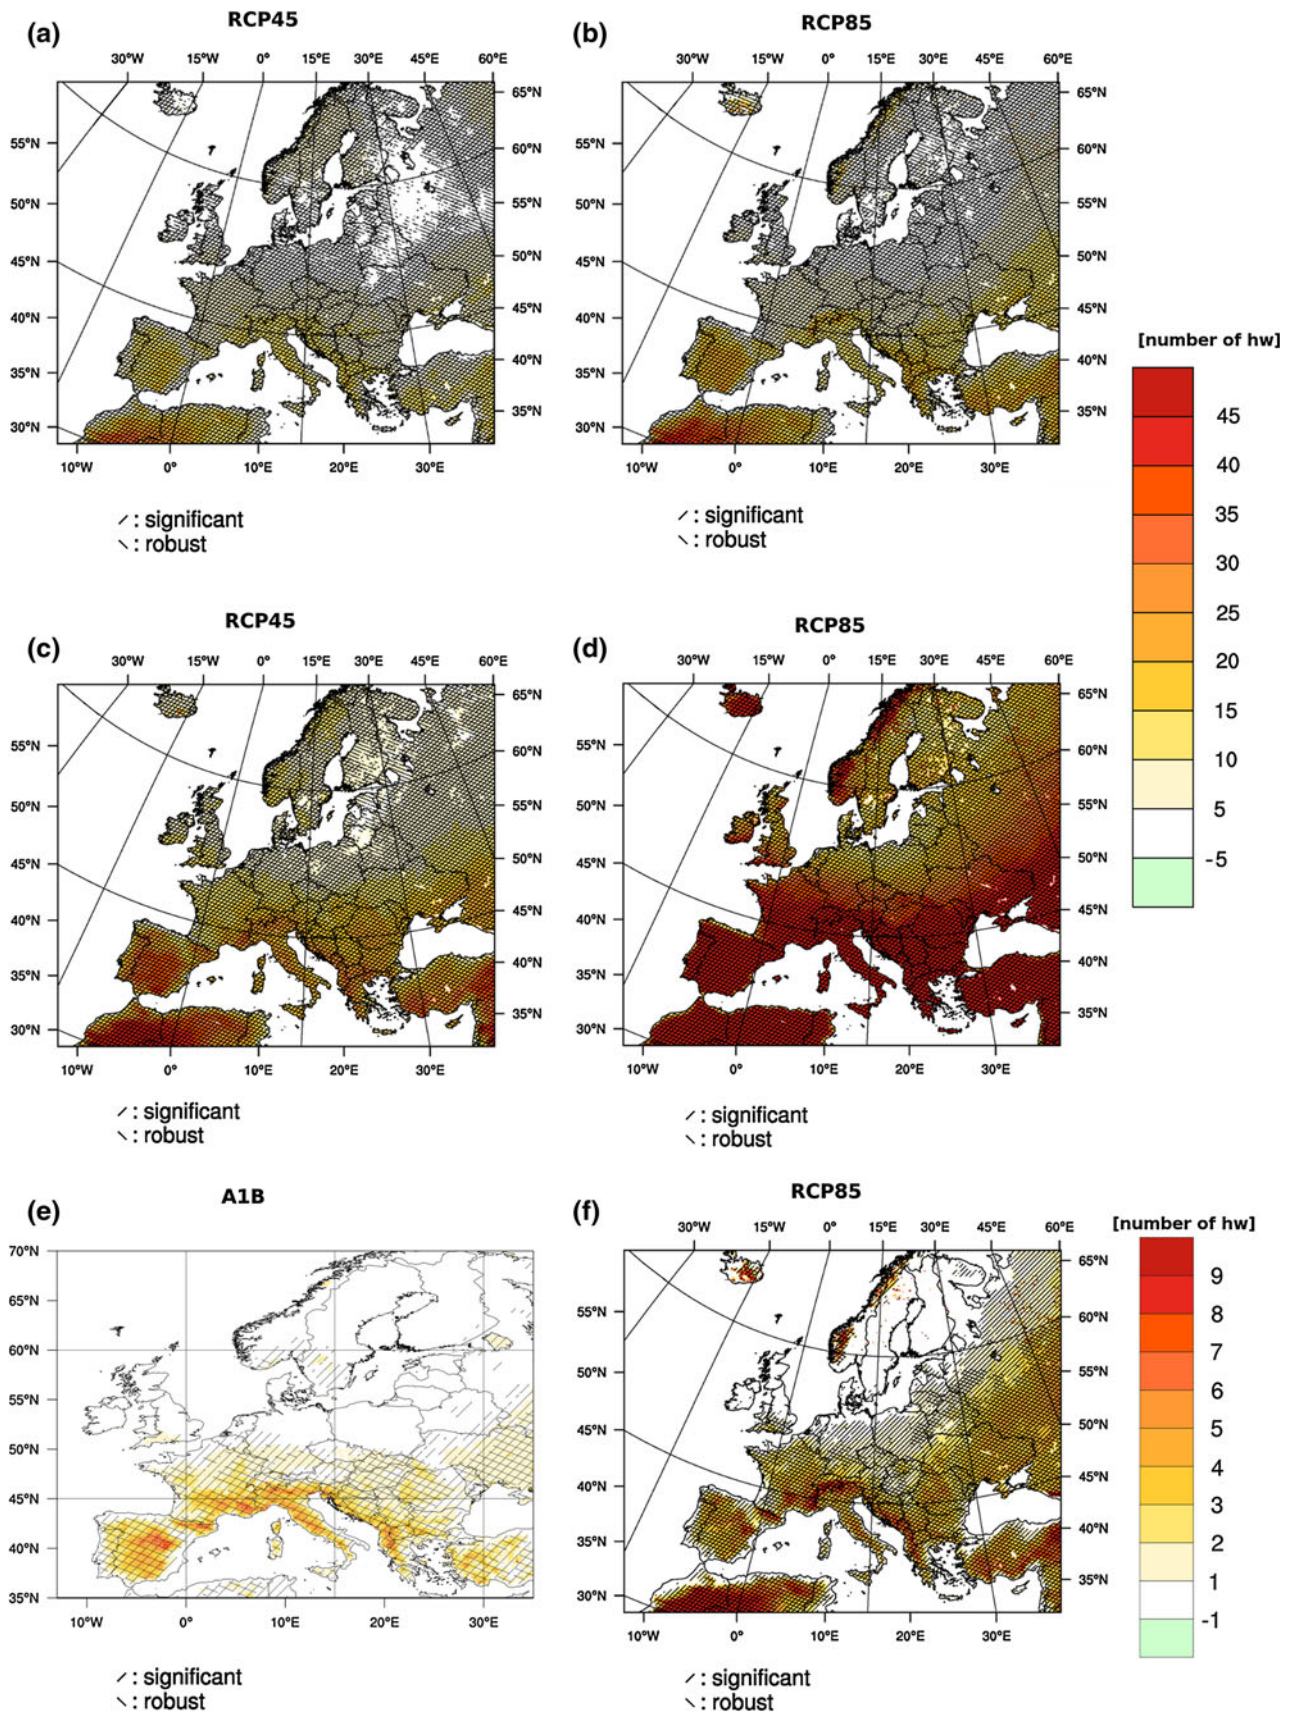 (a) RCP45
30°W 15°W 0° 15°E 30°E 45°E 60°E
65°N
55°N
60°N
50°N
55°N
45°N
50°N
40°N
45°N
35°N
40°N
35°N
30°N
10°W 0° 10°E 20°E 30°E
⟋ : significant
⟍ : robust
(b) RCP85
30°W 15°W 0° 15°E 30°E 45°E 60°E
65°N
55°N
60°N
50°N
55°N
45°N
50°N
40°N
45°N
35°N
40°N
35°N
30°N
10°W 0° 10°E 20°E 30°E
⟋ : significant
⟍ : robust
[number of hw]
45
40
35
30
25
20
15
10
5
-5
(c) RCP45
30°W 15°W 0° 15°E 30°E 45°E 60°E
65°N
55°N
60°N
50°N
55°N
45°N
50°N
40°N
45°N
35°N
40°N
35°N
30°N
10°W 0° 10°E 20°E 30°E
⟋ : significant
⟍ : robust
(d) RCP85
30°W 15°W 0° 15°E 30°E 45°E 60°E
65°N
55°N
60°N
50°N
55°N
45°N
50°N
40°N
45°N
35°N
40°N
35°N
30°N
10°W 0° 10°E 20°E 30°E
⟋ : significant
⟍ : robust
(e) A1B
70°N
65°N
60°N
55°N
50°N
45°N
40°N
35°N
10°W 0° 10°E 20°E 30°E
⟋ : significant
⟍ : robust
(f) RCP85
30°W 15°W 0° 15°E 30°E 45°E 60°E
65°N
55°N
60°N
50°N
55°N
45°N
50°N
40°N
45°N
35°N
40°N
35°N
30°N
10°W 0° 10°E 20°E 30°E
⟋ : significant
⟍ : robust
[number of hw]
9
8
7
6
5
4
3
2
1
-1